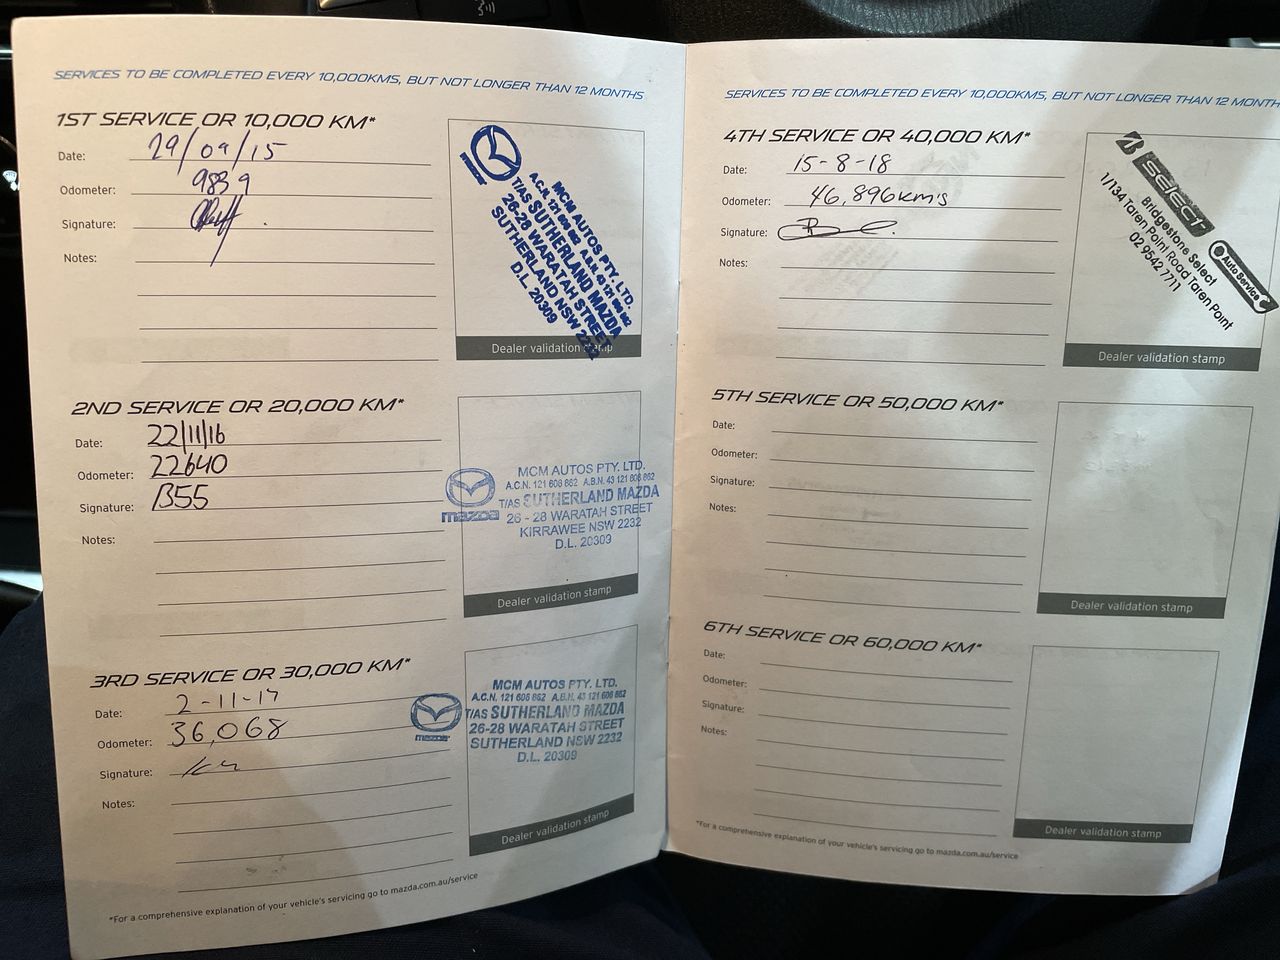 SERVICES TO BE COMPLETED EVERY 10,000KMS, BUT NOT LONGER THAN 12 MONTHS
1ST SERVICE OR 10,000 KM*
Date: 29/09/15
Odometer: 9839
Signature:
Notes:
MCM AUTOS PTY. LTD.
A.C.N. 121 608 862 A.B.N. 43 121 608 862
T/AS SUTHERLAND MAZDA
26-28 WARATAH STREET
SUTHERLAND NSW 2232
D.L. 20309
Dealer validation stamp
2ND SERVICE OR 20,000 KM*
Date: 22/11/16
Odometer: 22640
Signature: B55
Notes:
mazda
MCM AUTOS PTY. LTD.
A.C.N. 121 608 862 A.B.N. 43 121 608 862
T/AS SUTHERLAND MAZDA
26 - 28 WARATAH STREET
KIRRAWEE NSW 2232
D.L. 20309
Dealer validation stamp
3RD SERVICE OR 30,000 KM*
Date: 2-11-17
Odometer: 36,068
Signature:
Notes:
mazda
MCM AUTOS PTY. LTD.
A.C.N. 121 608 862 A.B.N. 43 121 608 862
T/AS SUTHERLAND MAZDA
26-28 WARATAH STREET
SUTHERLAND NSW 2232
D.L. 20309
Dealer validation stamp
*For a comprehensive explanation of your vehicle's servicing go to mazda.com.au/service
SERVICES TO BE COMPLETED EVERY 10,000KMS, BUT NOT LONGER THAN 12 MONTH
4TH SERVICE OR 40,000 KM*
Date: 15-8-18
Odometer: 46,896km's
Signature:
Notes:
select
Auto Service
Bridgestone Select
1/134 Taren Point Road Taren Point
02 9542 7711
Dealer validation stamp
5TH SERVICE OR 50,000 KM*
Date:
Odometer:
Signature:
Notes:
Dealer validation stamp
6TH SERVICE OR 60,000 KM*
Date:
Odometer:
Signature:
Notes:
Dealer validation stamp
*For a comprehensive explanation of your vehicle's servicing go to mazda.com.au/service